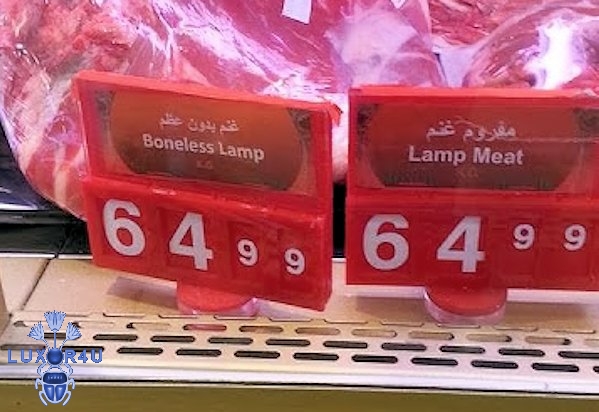 غنم بدون عظم
Boneless Lamp
K.G
64 99
مفروم غنم
Lamp Meat
K.G
64 99
LUXOR4U